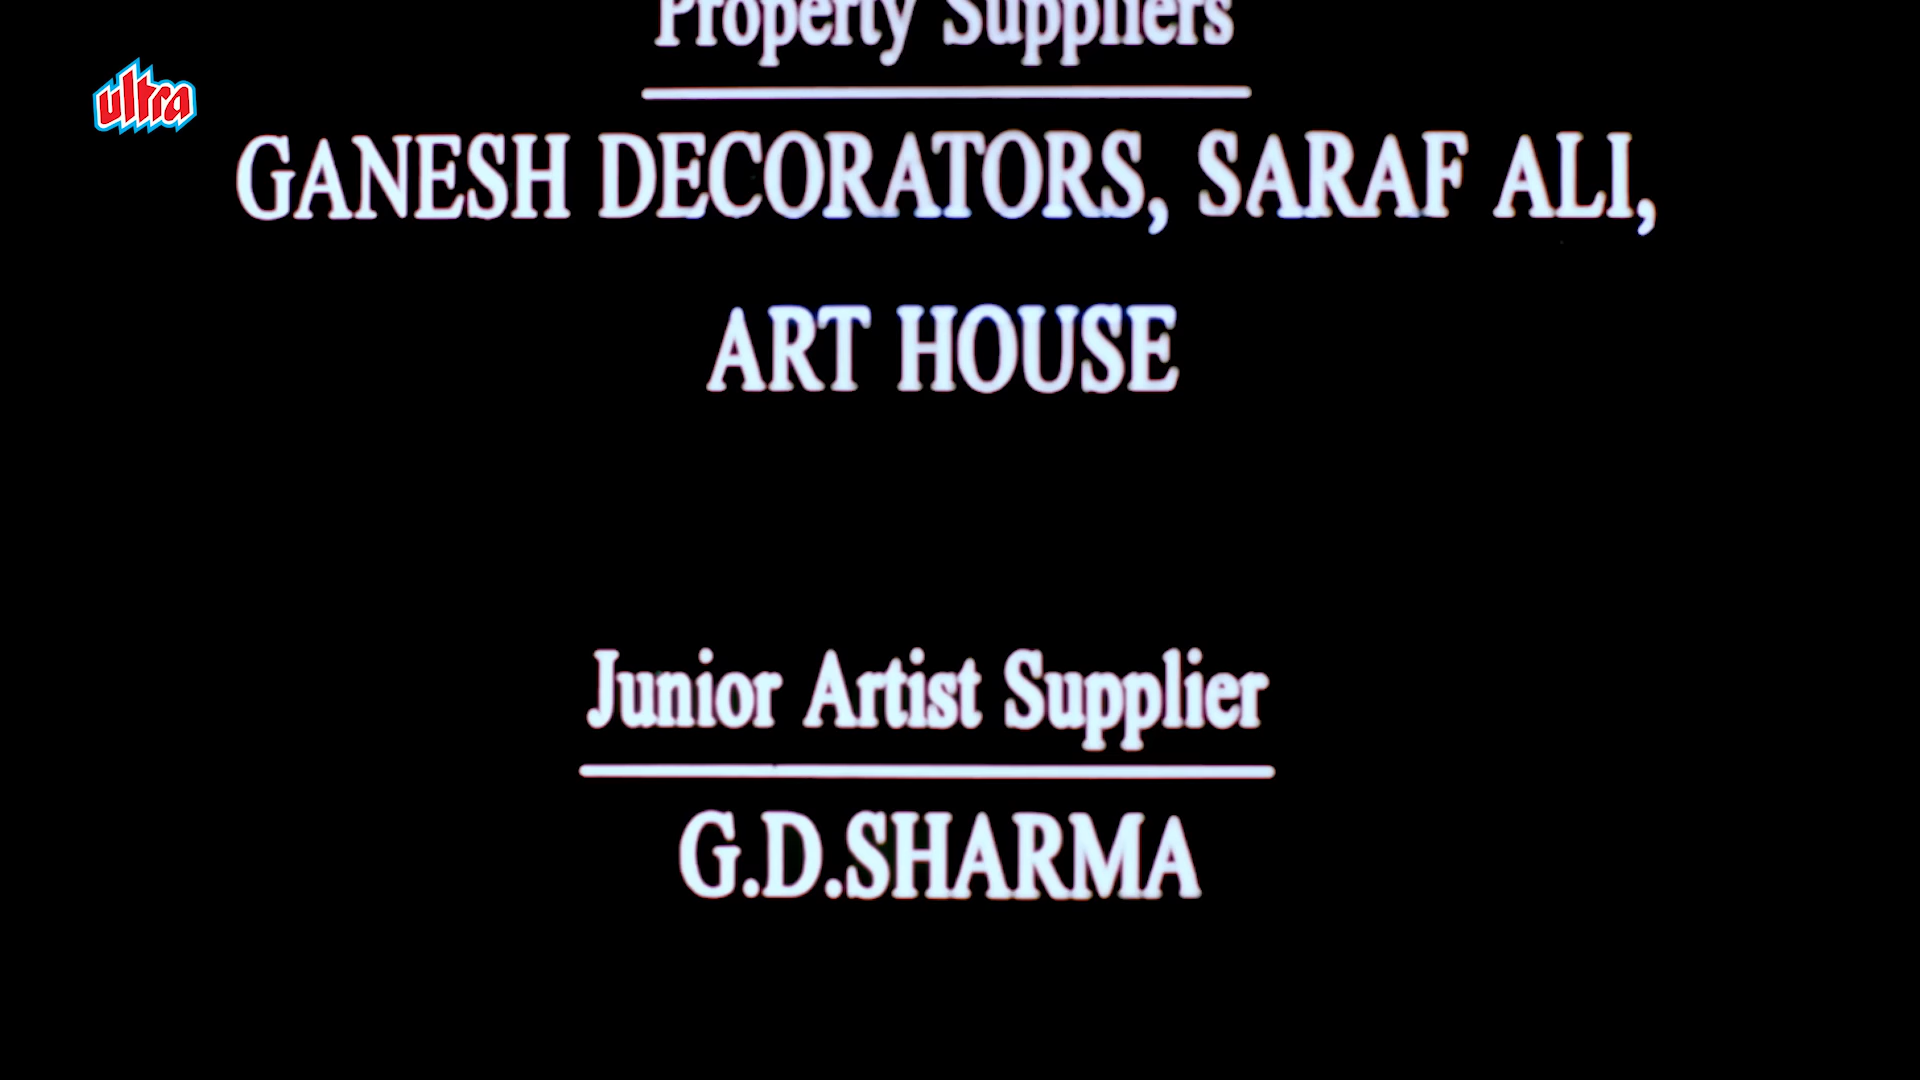 Property Suppliers
ultra
GANESH DECORATORS, SARAF ALI,
ART HOUSE
Junior Artist Supplier
G.D.SHARMA